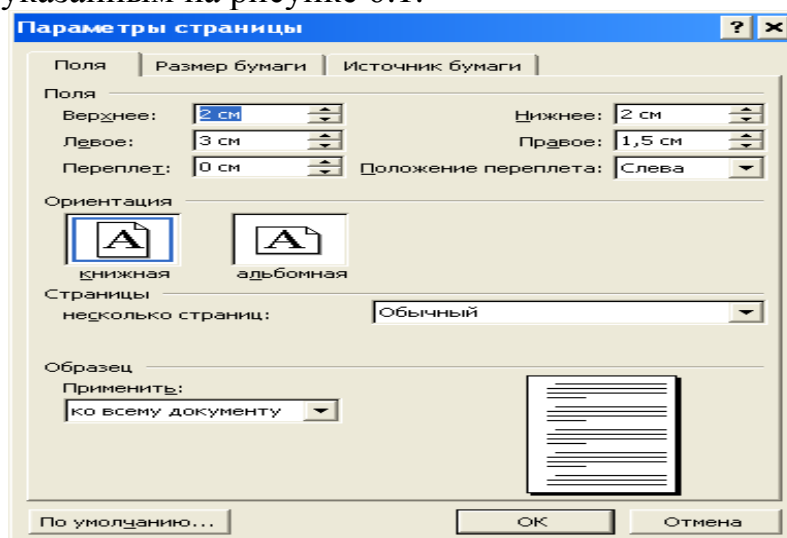 указанным на рисунке 6.1.
Параметры страницы
Поля Размер бумаги Источник бумаги
Поля
Верхнее: 2 см Нижнее: 2 см
Левое: 3 см Правое: 1,5 см
Переплет: 0 см Положение переплета: Слева
Ориентация
А А
книжная альбомная
Страницы
несколько страниц: Обычный
Образец
Применить:
ко всему документу
По умолчанию... ОК Отмена